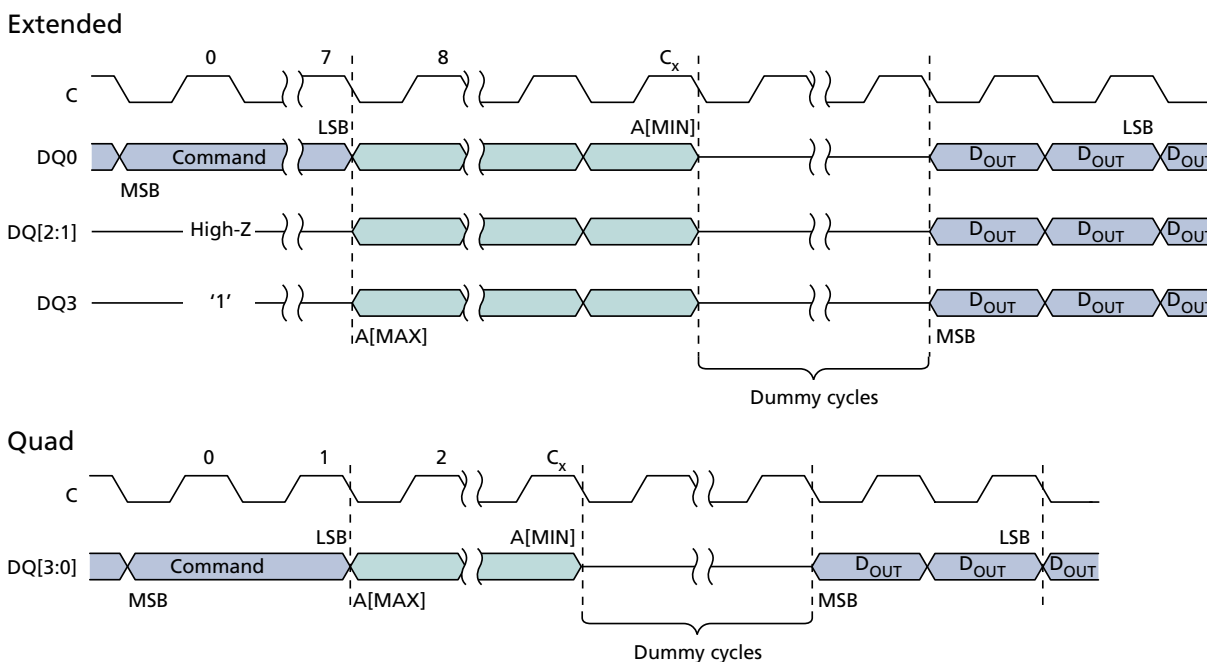 Extended
0 7 8 Cx
C
LSB A[MIN] LSB
DQ0 Command DOUT DOUT DOUT
MSB
DQ[2:1] High-Z DOUT DOUT DOUT
DQ3 '1' DOUT DOUT DOUT
A[MAX] MSB
Dummy cycles
Quad
0 1 2 Cx
C
LSB A[MIN] LSB
DQ[3:0] Command DOUT DOUT DOUT
MSB A[MAX] MSB
Dummy cycles